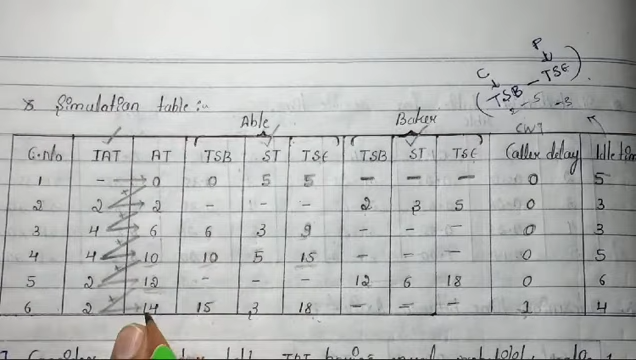 P
C
(TSB - TSE)
2 - 5 = 3
* Simulation table :-
Able Baker CWT
C.no IAT AT TSB ST TSE TSB ST TSE Caller delay Idle time
1 - 0 0 5 5 - - - 0 5
2 2 2 - - - 2 3 5 0 3
3 4 6 6 3 9 - - - 0 3
4 4 10 10 5 15 - - - 0 5
5 2 12 - - - 12 6 18 0 6
6 2 14 15 3 18 - - - 1 4